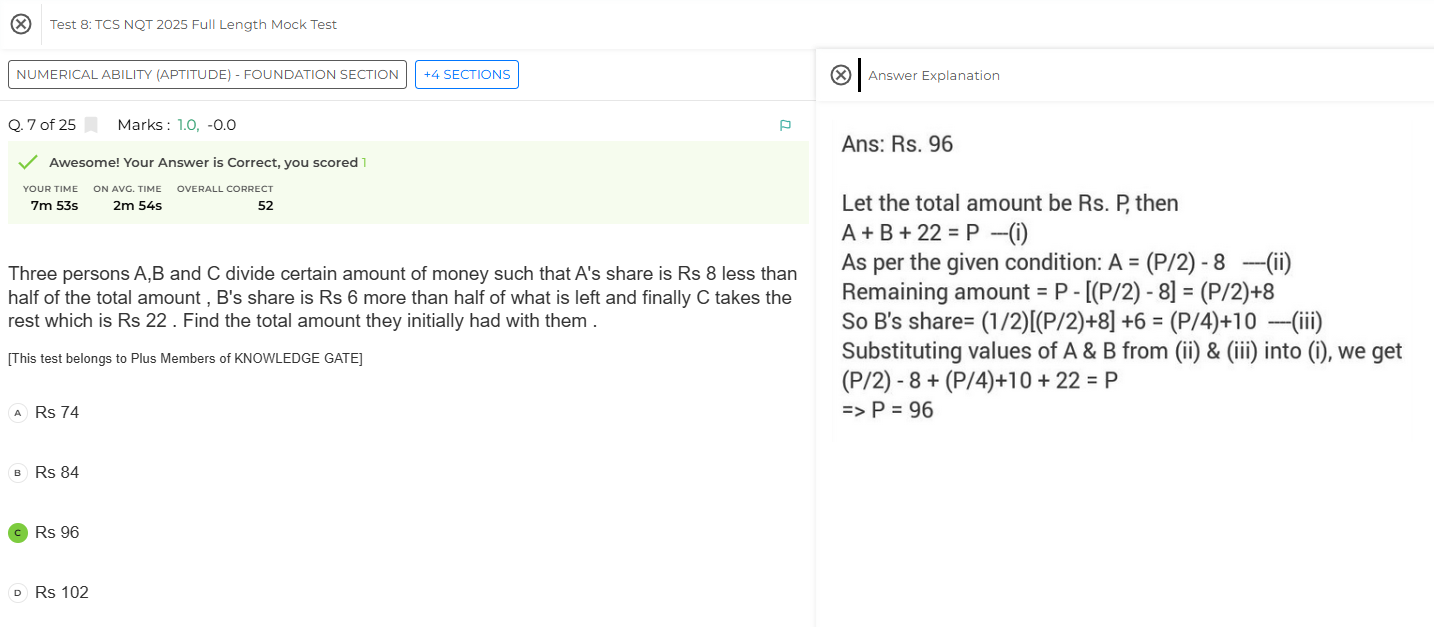 Test 8: TCS NQT 2025 Full Length Mock Test
NUMERICAL ABILITY (APTITUDE) - FOUNDATION SECTION
+4 SECTIONS
Q. 7 of 25 Marks : 1.0, -0.0
Awesome! Your Answer is Correct, you scored 1
YOUR TIME ON AVG. TIME OVERALL CORRECT
7m 53s 2m 54s 52
Three persons A,B and C divide certain amount of money such that A's share is Rs 8 less than
half of the total amount , B's share is Rs 6 more than half of what is left and finally C takes the
rest which is Rs 22 . Find the total amount they initially had with them .
[This test belongs to Plus Members of KNOWLEDGE GATE]
A Rs 74
B Rs 84
C Rs 96
D Rs 102
Answer Explanation
Ans: Rs. 96
Let the total amount be Rs. P, then
A + B + 22 = P ---(i)
As per the given condition: A = (P/2) - 8 ----(ii)
Remaining amount = P - [(P/2) - 8] = (P/2)+8
So B's share= (1/2)[(P/2)+8] +6 = (P/4)+10 ----(iii)
Substituting values of A & B from (ii) & (iii) into (i), we get
(P/2) - 8 + (P/4)+10 + 22 = P
=> P = 96